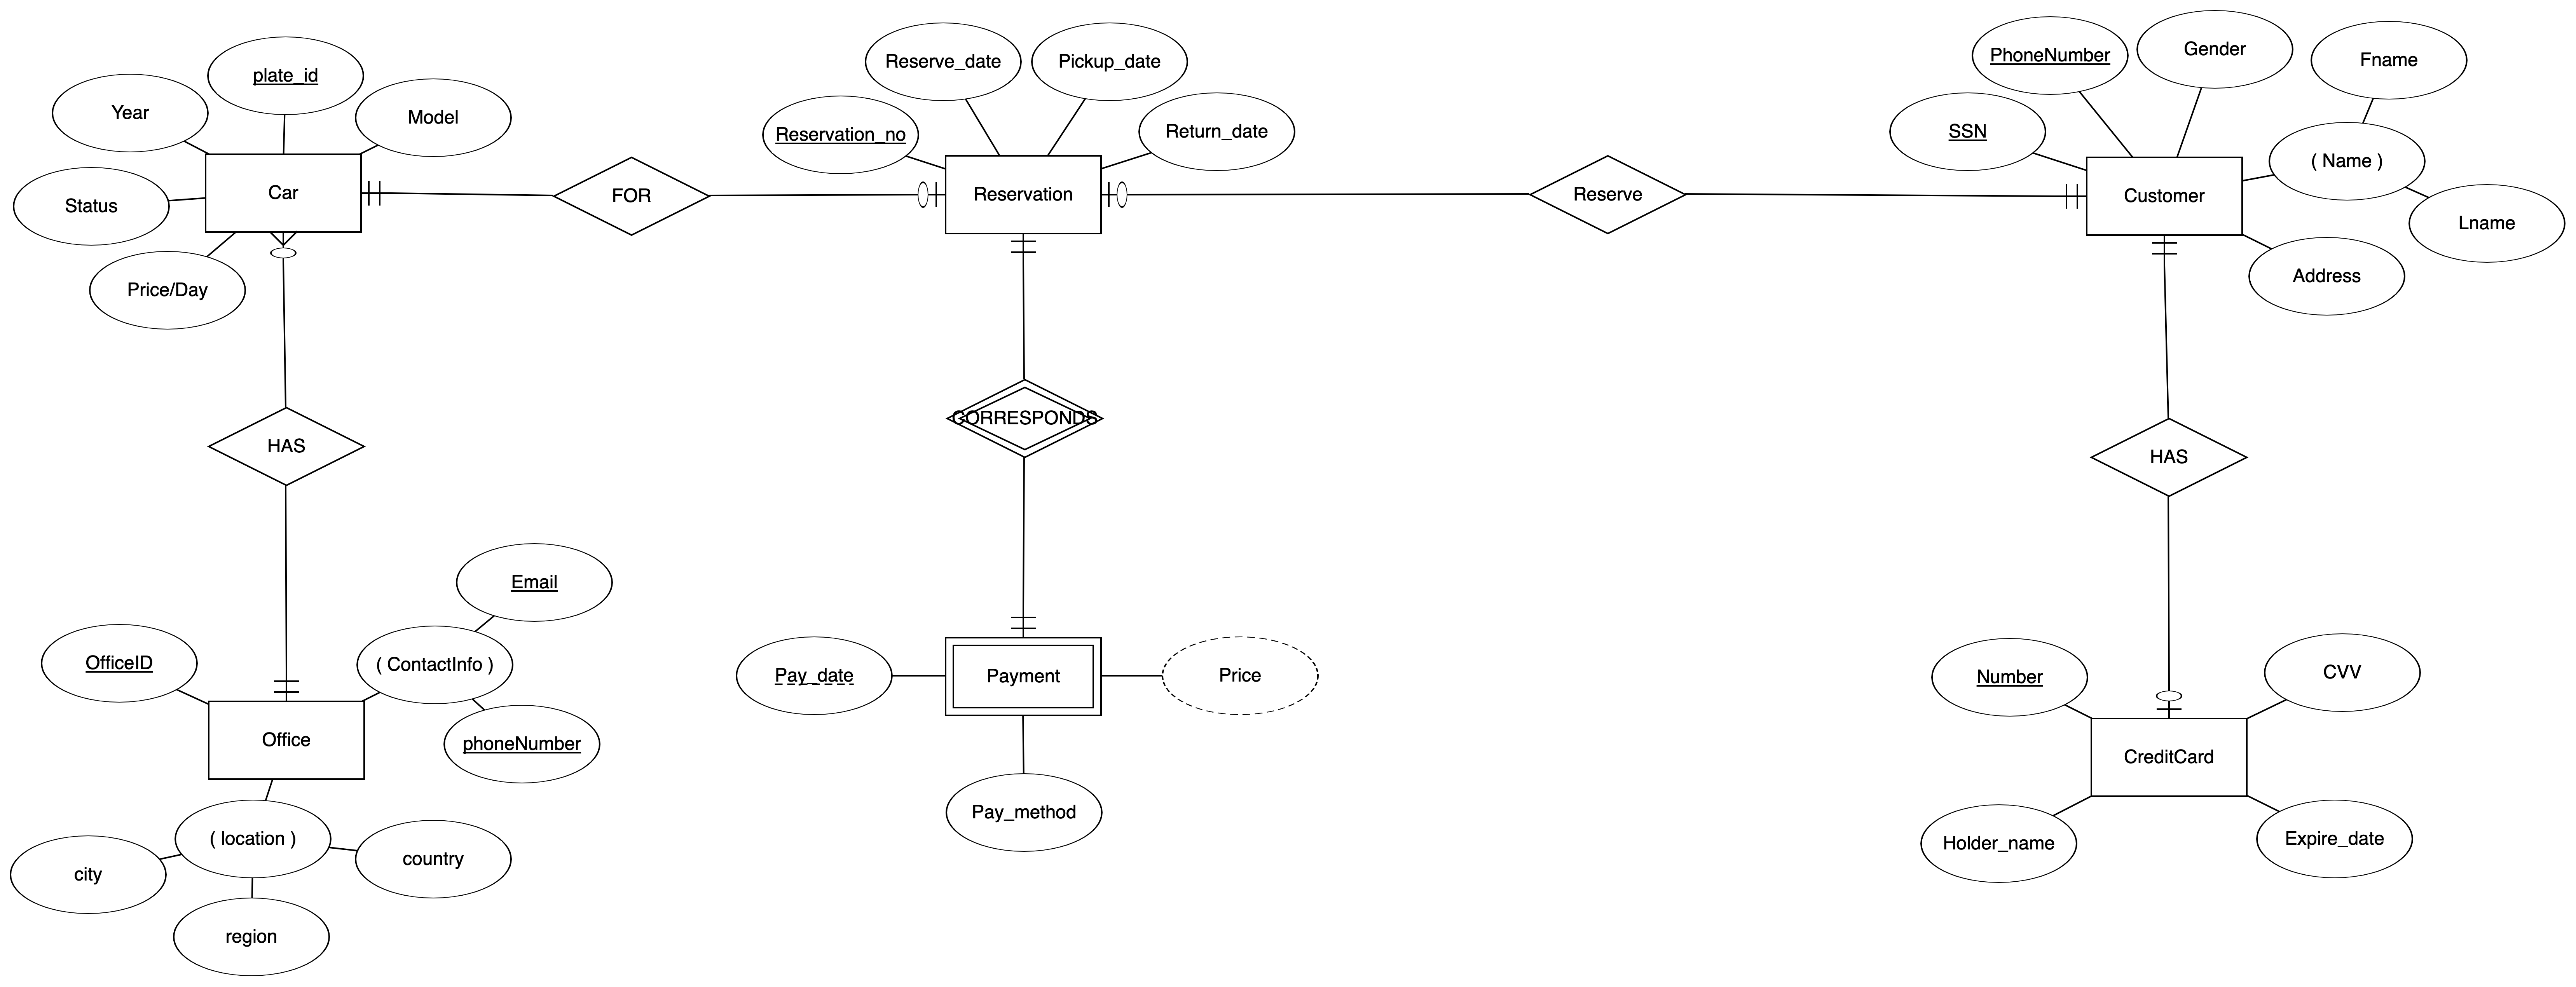 plate_id
Year
Model
Status
Car
Price/Day
FOR
Reserve_date
Pickup_date
Reservation_no
Return_date
Reservation
Reserve
PhoneNumber
Gender
Fname
SSN
( Name )
Customer
Lname
Address
HAS
CORRESPONDS
HAS
Email
OfficeID
( ContactInfo )
Office
phoneNumber
( location )
city
country
region
Pay_date
Payment
Price
Pay_method
Number
CVV
CreditCard
Holder_name
Expire_date